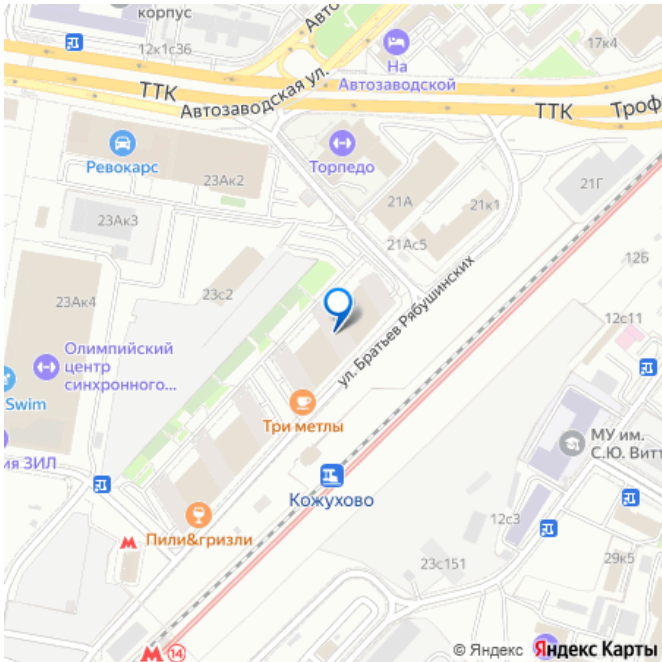 корпус
12к1с36
Автозаводская ул.
На
Автозаводской
17к4
ТТК
ТТК
Троф
Ревокарс
Торпедо
23Ак2
21А
21к1
21Г
23Ак3
21Ас5
12Б
23Ак4
23с2
ул. Братьев Рябушинских
12с11
Олимпийский
центр
синхронного...
Swim
Три метлы
МУ им.
С.Ю. Витт
ия ЗИЛ
Кожухово
Пили&гризли
12с3
23с151
29к5
14
© Яндекс Яндекс Карты